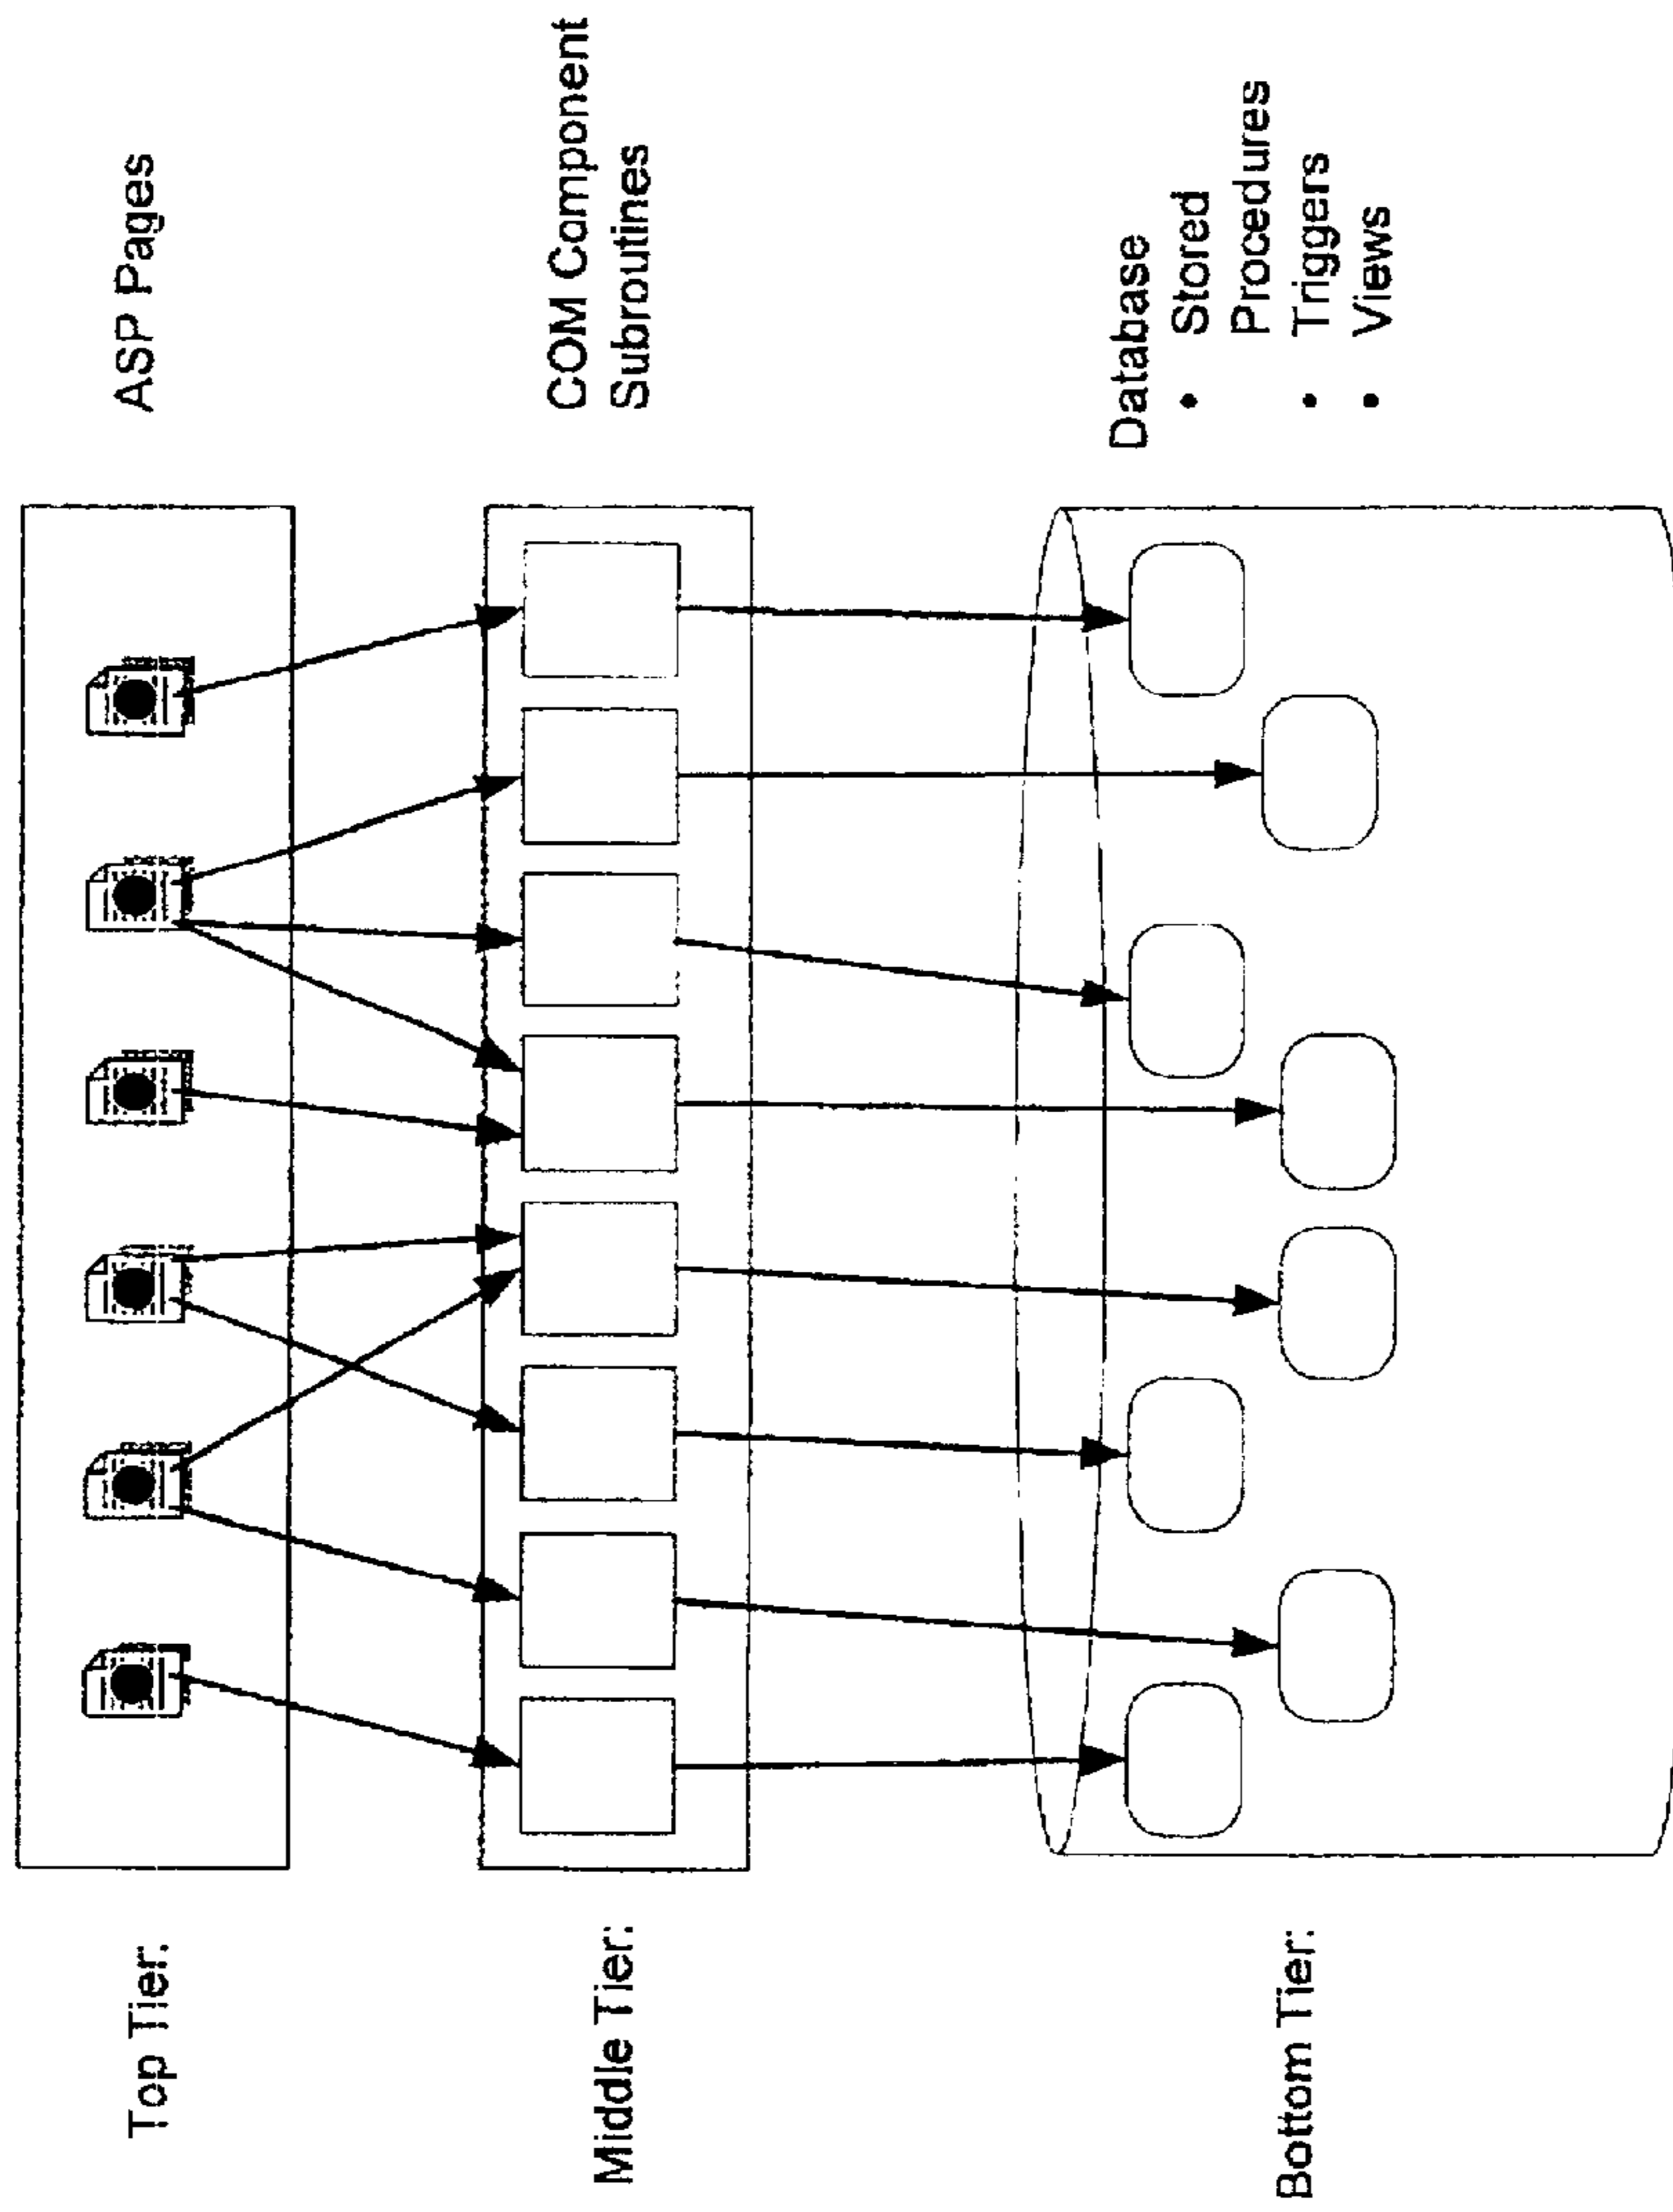 Top Tier:
ASP Pages
Middle Tier:
COM Component
Subroutines
Bottom Tier:
Database
• Stored
Procedures
• Triggers
• Views